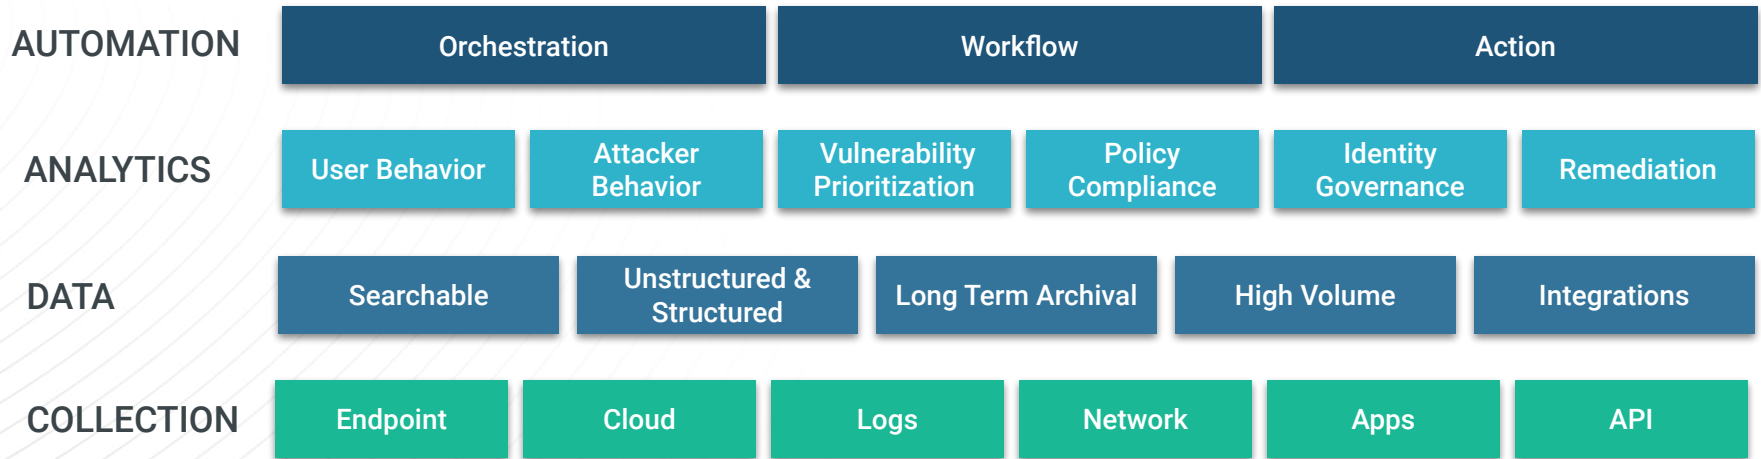 AUTOMATION
Orchestration
Workflow
Action
ANALYTICS
User Behavior
Attacker
Behavior
Vulnerability
Prioritization
Policy
Compliance
Identity
Governance
Remediation
DATA
Searchable
Unstructured &
Structured
Long Term Archival
High Volume
Integrations
COLLECTION
Endpoint
Cloud
Logs
Network
Apps
API